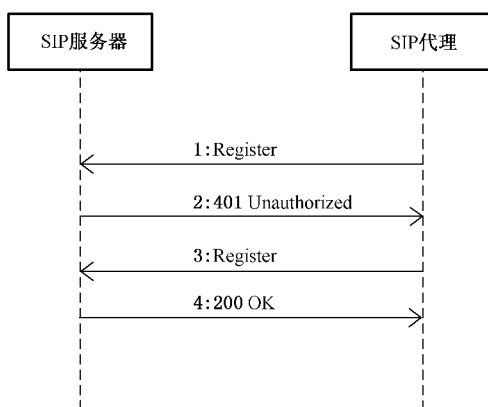 SIP服务器
SIP代理
1:Register
2:401 Unauthorized
3:Register
4:200 OK